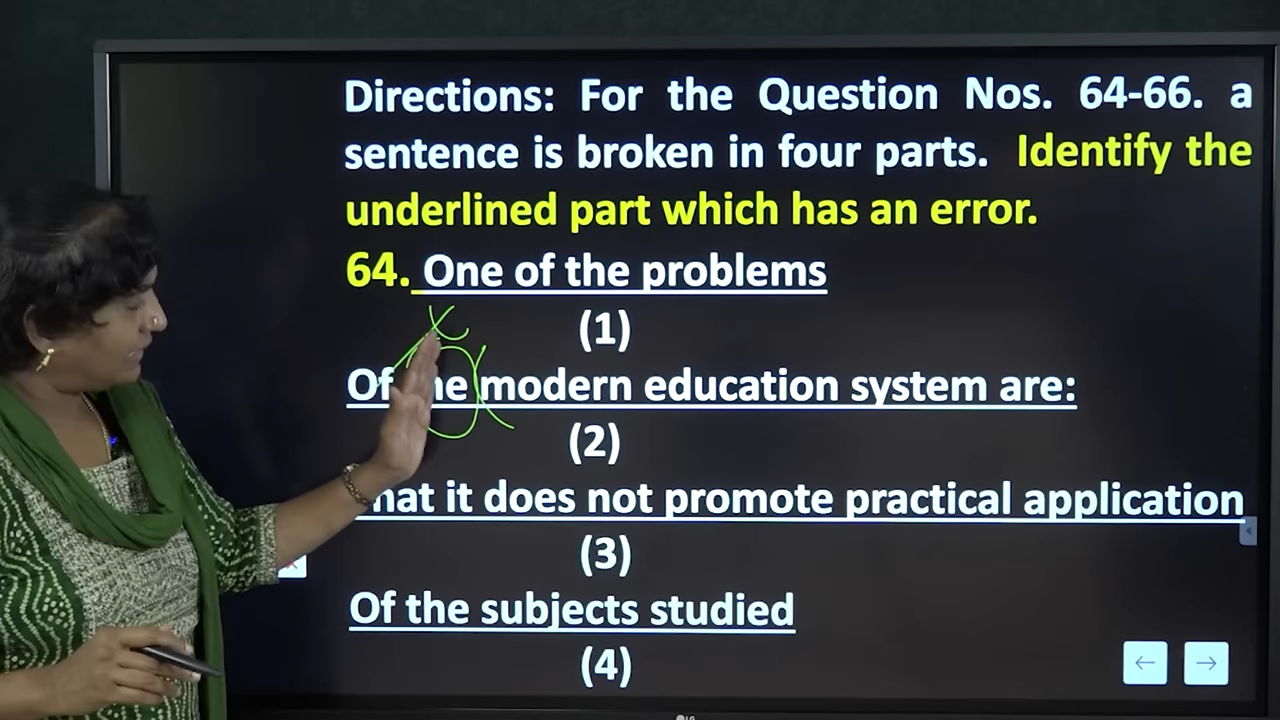 Directions: For the Question Nos. 64-66. a
sentence is broken in four parts. Identify the
underlined part which has an error.
64. One of the problems
(1)
modern education system are:
(2)
it does not promote practical application
(3)
Of the subjects studied
(4)
LG